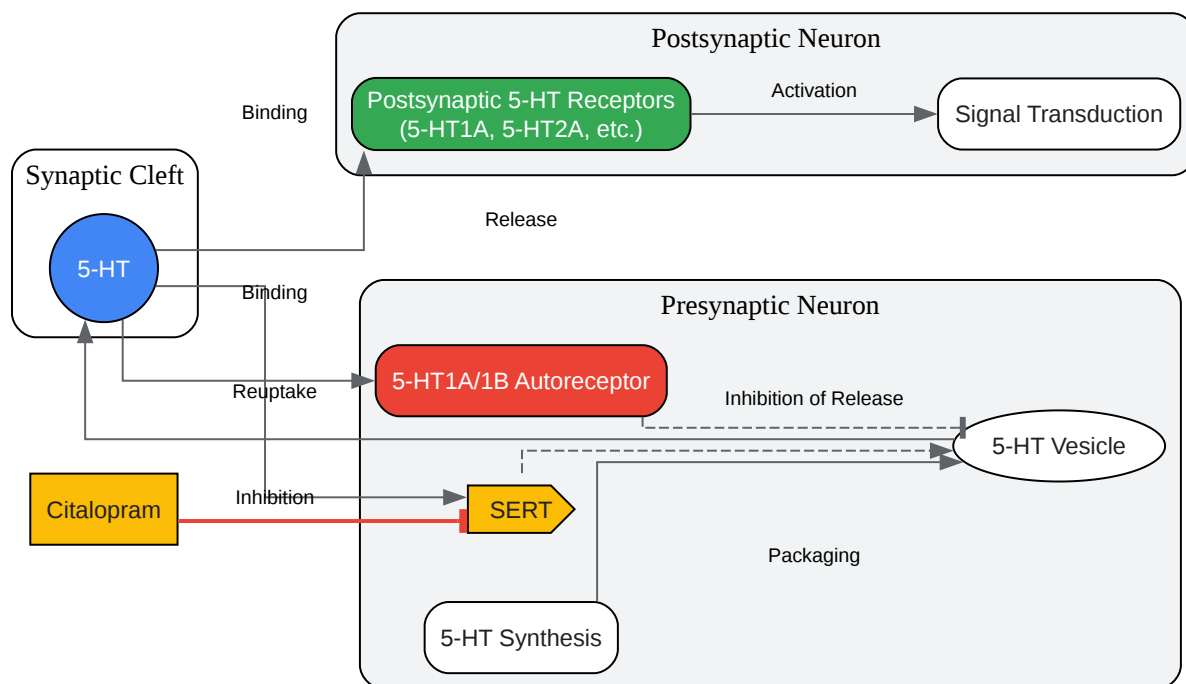 Postsynaptic Neuron
Postsynaptic 5-HT Receptors
(5-HT1A, 5-HT2A, etc.)
Activation
Signal Transduction
Binding
Synaptic Cleft
5-HT
Release
Binding
Presynaptic Neuron
5-HT1A/1B Autoreceptor
Reuptake
Inhibition of Release
5-HT Vesicle
Citalopram
Inhibition
SERT
Packaging
5-HT Synthesis